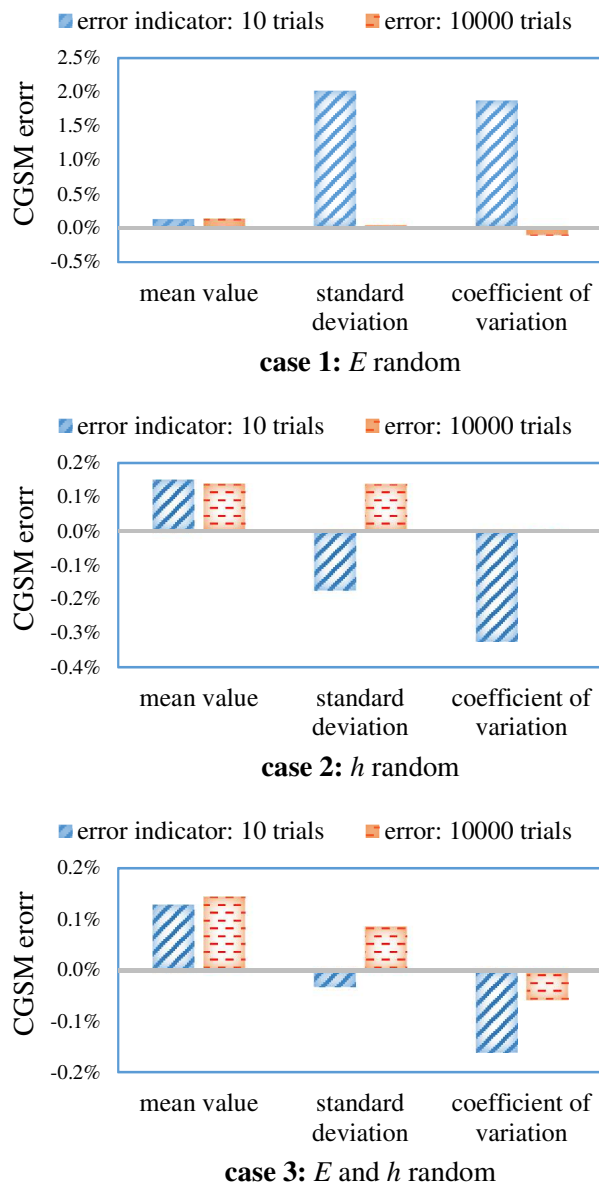 error indicator: 10 trials error: 10000 trials
CGSM erorr
2.5%
2.0%
1.5%
1.0%
0.5%
0.0%
-0.5%
mean value standard deviation coefficient of variation
case 1: E random
error indicator: 10 trials error: 10000 trials
CGSM erorr
0.2%
0.1%
0.0%
-0.1%
-0.2%
-0.3%
-0.4%
mean value standard deviation coefficient of variation
case 2: h random
error indicator: 10 trials error: 10000 trials
CGSM erorr
0.2%
0.1%
0.0%
-0.1%
-0.2%
mean value standard deviation coefficient of variation
case 3: E and h random